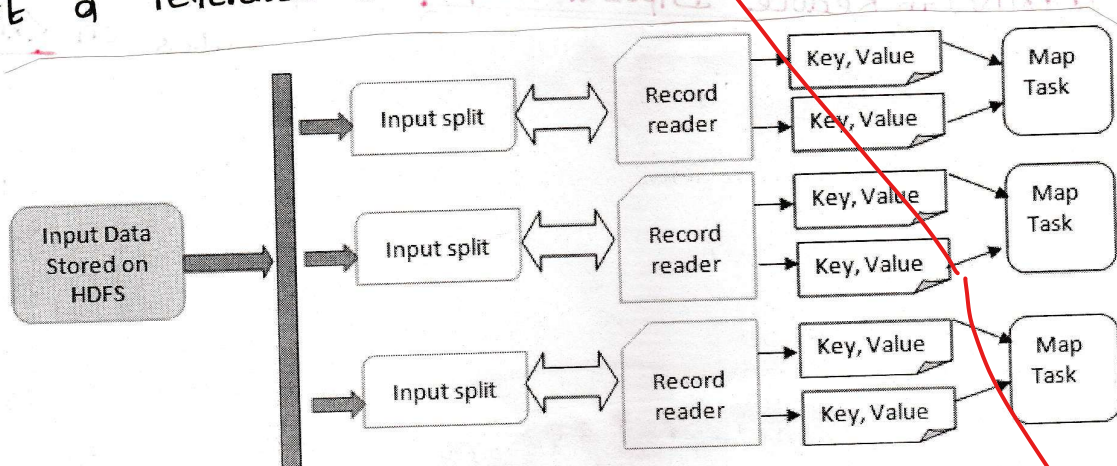 Input split
Record
reader
Key, Value
Key, Value
Map
Task
Input Data
Stored on
HDFS
Input split
Record
reader
Key, Value
Key, Value
Map
Task
Input split
Record
reader
Key, Value
Key, Value
Map
Task